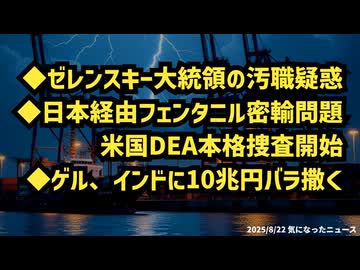 ◆ゼレンスキー大統領の汚職疑惑
◆日本経由フェンタニル密輸問題
米国DEA本格捜査開始
◆ゲル、インドに10兆円バラ撒く
2025/8/22 気になったニュース